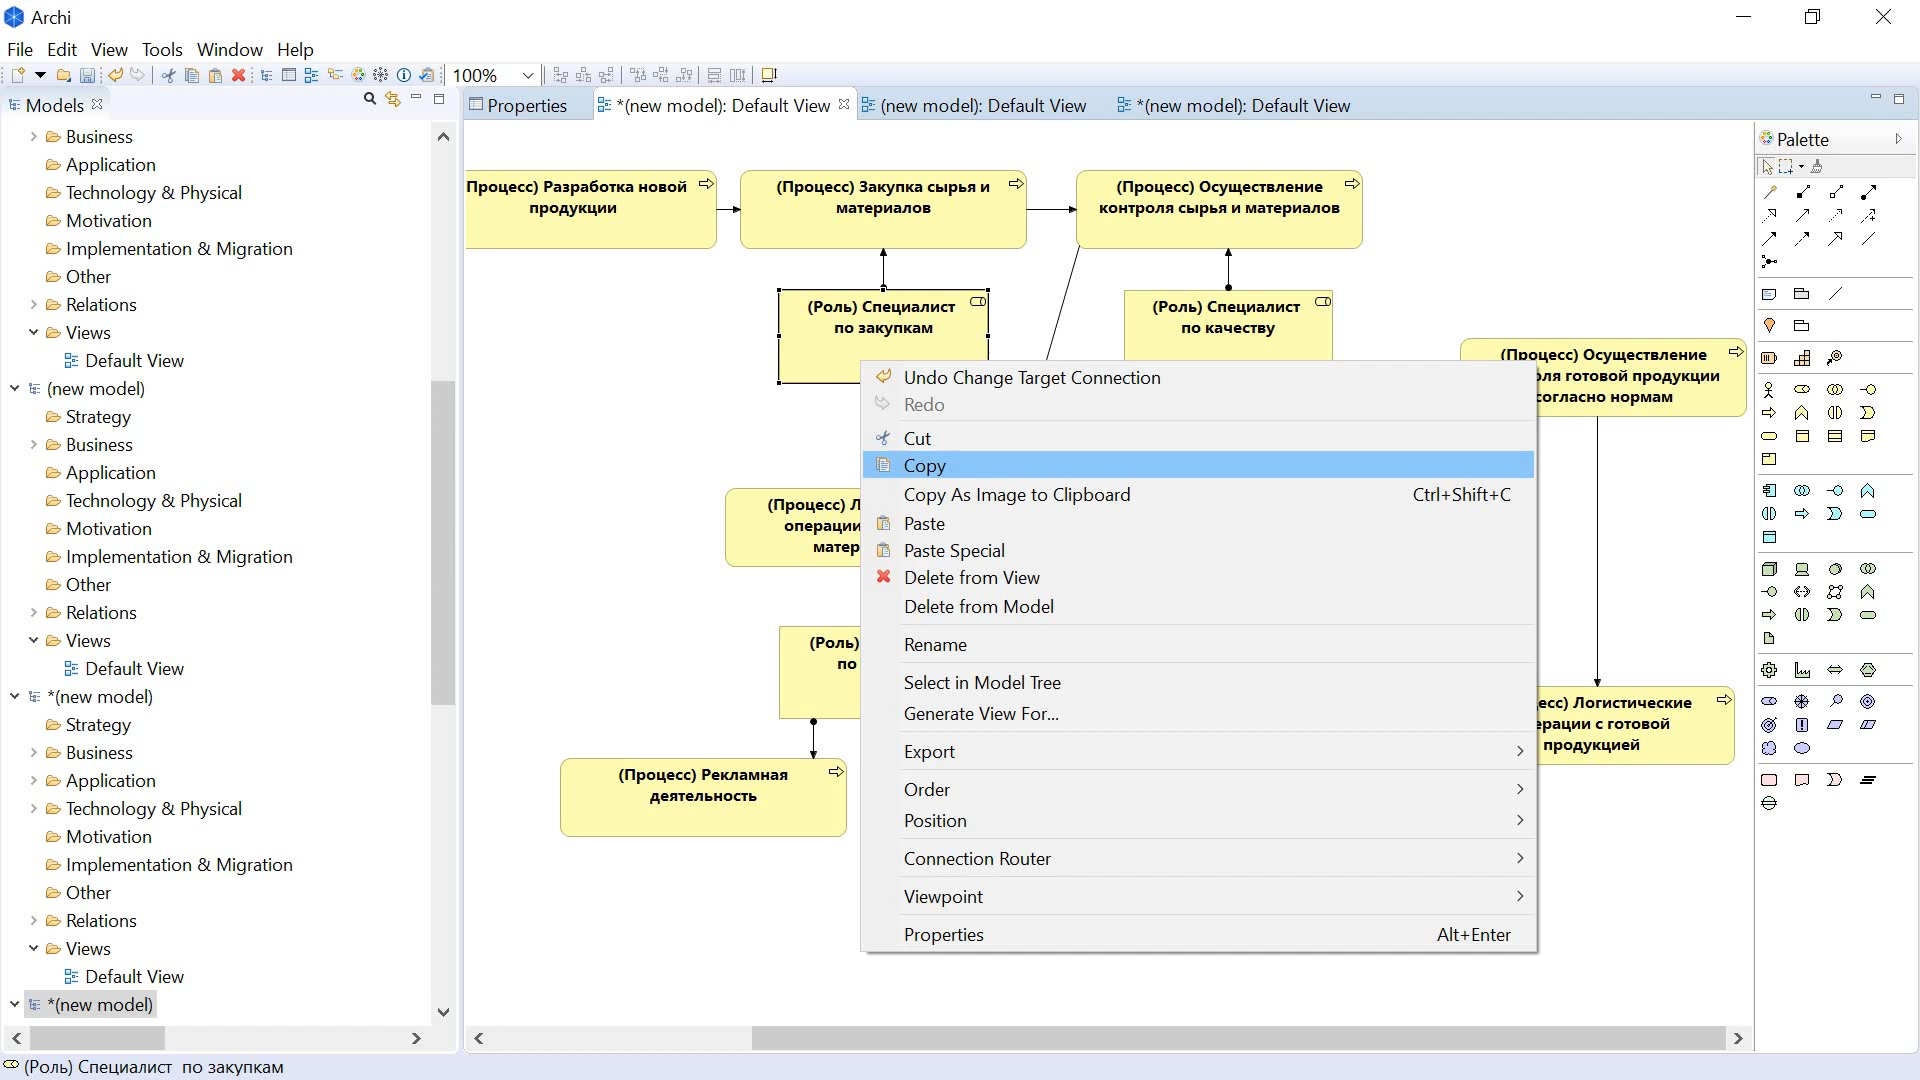 Archi
File Edit View Tools Window Help
100%
Models
Properties
*(new model): Default View
(new model): Default View
*(new model): Default View
Business
Application
Technology & Physical
Motivation
Implementation & Migration
Other
Relations
Views
Default View
(new model)
Strategy
Business
Application
Technology & Physical
Motivation
Implementation & Migration
Other
Relations
Views
Default View
*(new model)
Strategy
Business
Application
Technology & Physical
Motivation
Implementation & Migration
Other
Relations
Views
Default View
*(new model)
Процесс) Разработка новой
продукции
(Процесс) Закупка сырья и
материалов
(Процесс) Осуществление
контроля сырья и материалов
(Роль) Специалист
по закупкам
(Роль) Специалист
по качеству
(Процесс) Осуществление
оля готовой продукции
согласно нормам
(Процесс) Л
операции
матер
(Роль)
по
(Процесс) Рекламная
деятельность
есс) Логистические
ерации с готовой
продукцией
Undo Change Target Connection
Redo
Cut
Copy
Copy As Image to Clipboard Ctrl+Shift+C
Paste
Paste Special
Delete from View
Delete from Model
Rename
Select in Model Tree
Generate View For...
Export
Order
Position
Connection Router
Viewpoint
Properties Alt+Enter
Palette
(Роль) Специалист по закупкам